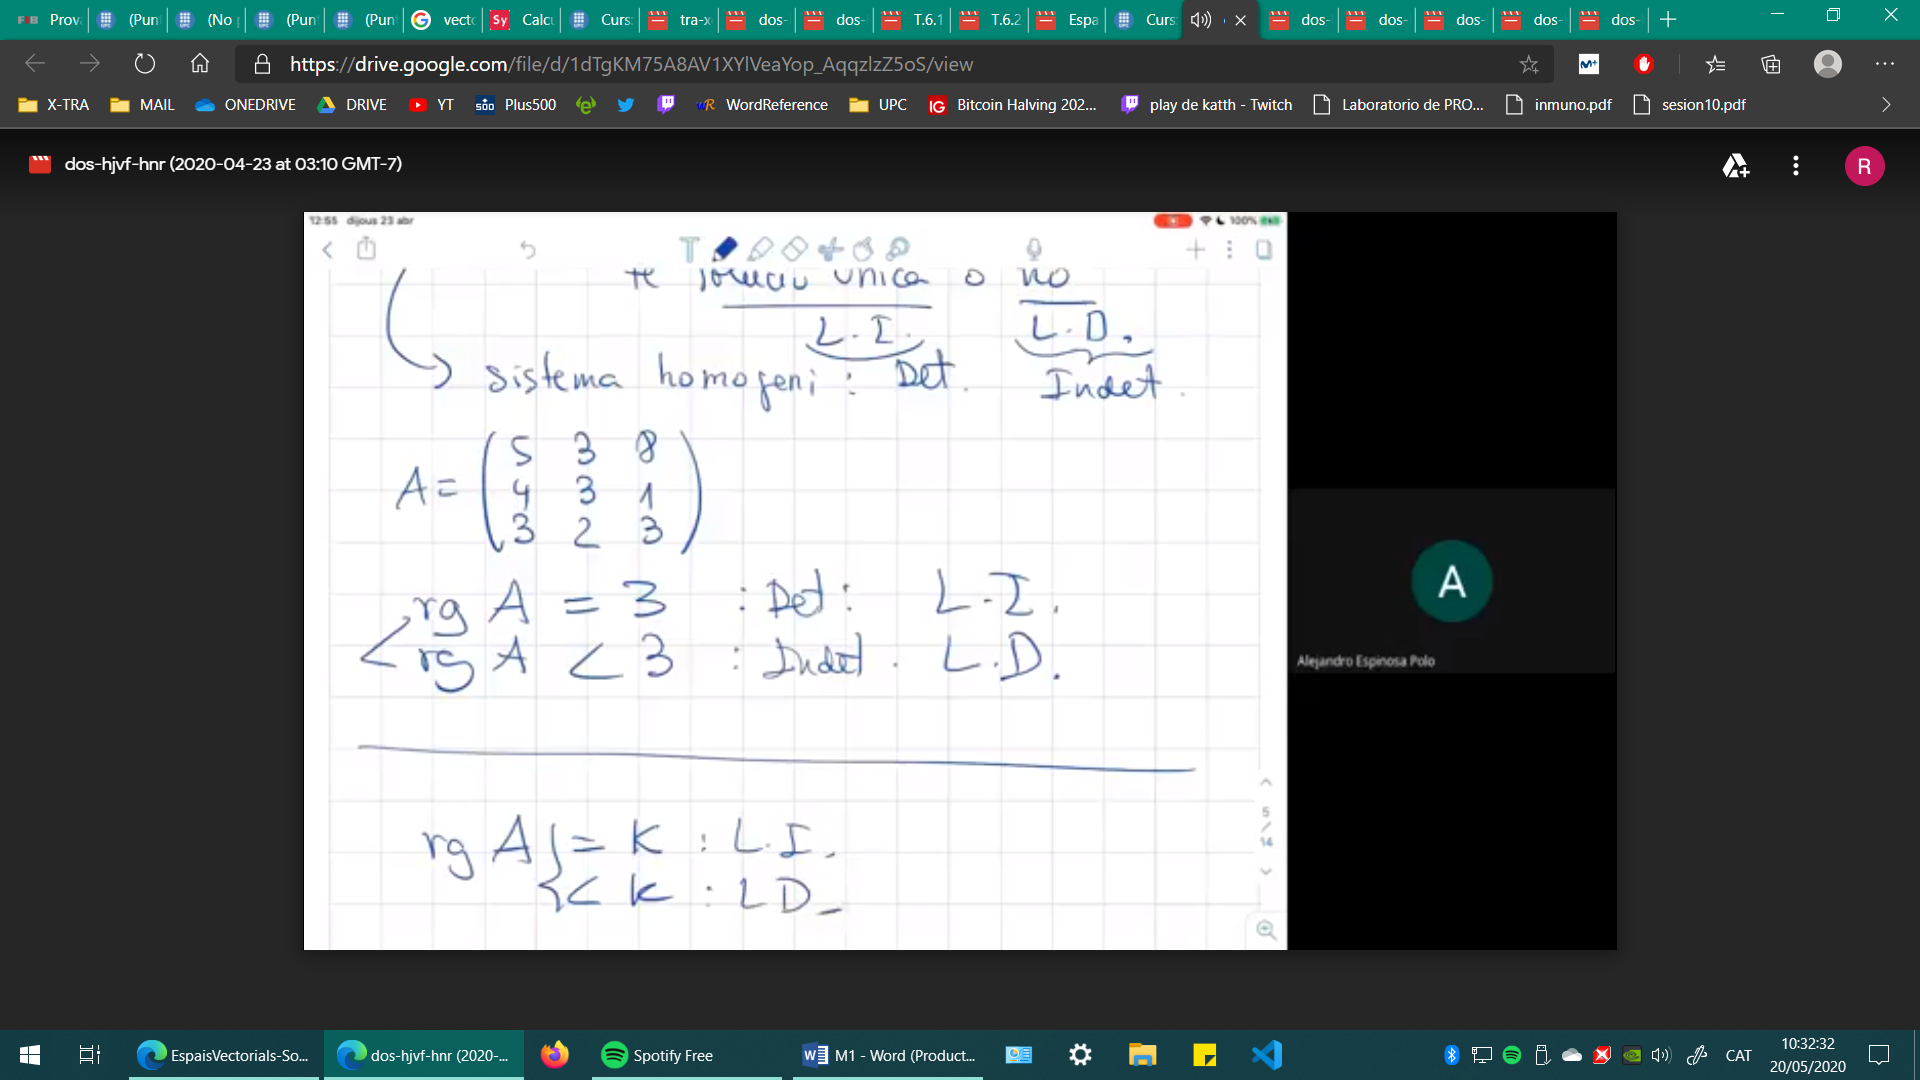 Prov
(Pun
(No
(Pun
(Pun
vect
Calc
Curs
tra-x
dos-
dos-
T.6.1
T.6.2
Espa
Curs
dos-
dos-
dos-
dos-
dos-
https://drive.google.com/file/d/1dTgKM75A8AV1XYlVeaYop_AqqzlzZ5oS/view
X-TRA MAIL ONEDRIVE DRIVE YT Plus500 WordReference UPC Bitcoin Halving 202... play de katth - Twitch Laboratorio de PRO... inmuno.pdf sesion10.pdf
dos-hjvf-hnr (2020-04-23 at 03:10 GMT-7)
R
12:55 dijous 23 abr 100%
té solució única o no
L.I. L.D.
sistema homogeni : Det. Indet.
A = ( 5 3 8
4 3 1
3 2 3 )
rg A = 3 : Det : L.I.
rg A < 3 : Indet. L.D.
rg A { = K : L.I.
< K : LD
5
/
14
A
Alejandro Espinosa Polo
EspaisVectorials-So...
dos-hjvf-hnr (2020-...
Spotify Free
M1 - Word (Product...
CAT
10:32:32
20/05/2020